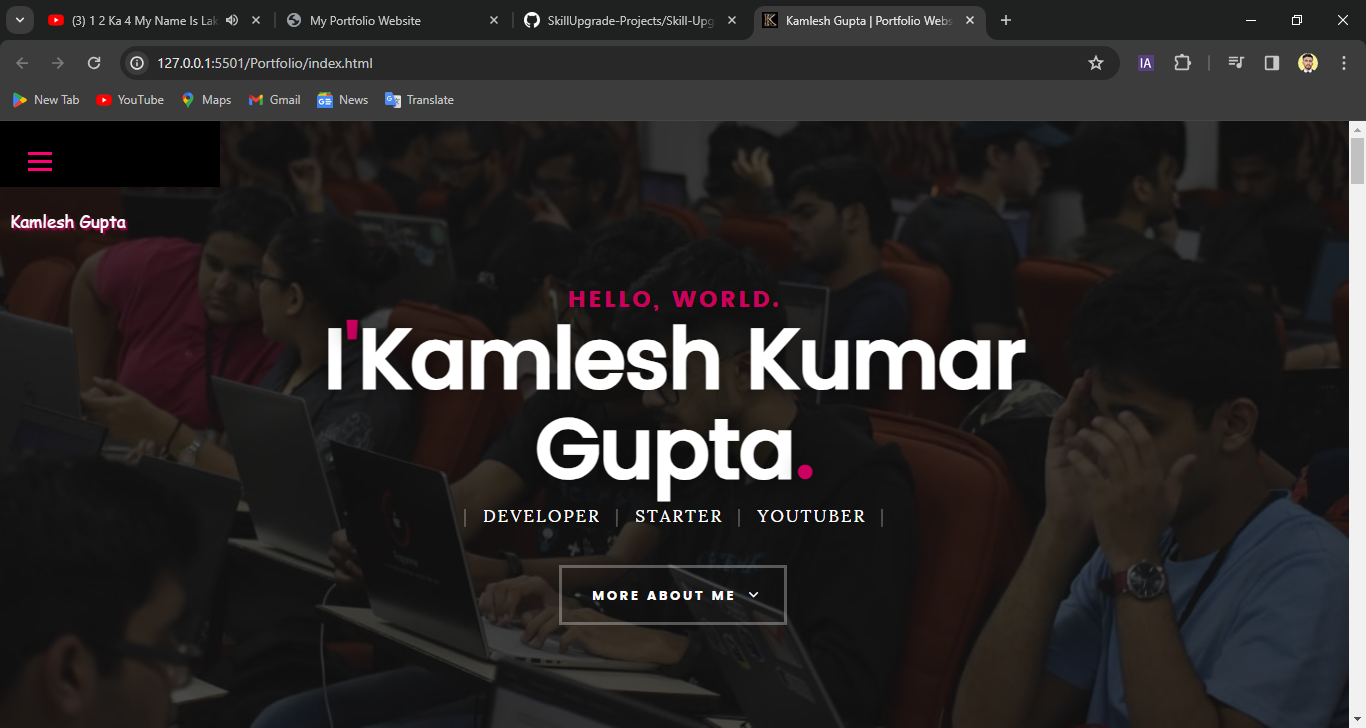 (3) 1 2 Ka 4 My Name Is Lak
My Portfolio Website
SkillUpgrade-Projects/Skill-Upg
Kamlesh Gupta | Portfolio Webs
127.0.0.1:5501/Portfolio/index.html
IA
New Tab
YouTube
Maps
Gmail
News
Translate
Kamlesh Gupta
HELLO, WORLD.
I'Kamlesh Kumar
Gupta.
| DEVELOPER | STARTER | YOUTUBER |
MORE ABOUT ME